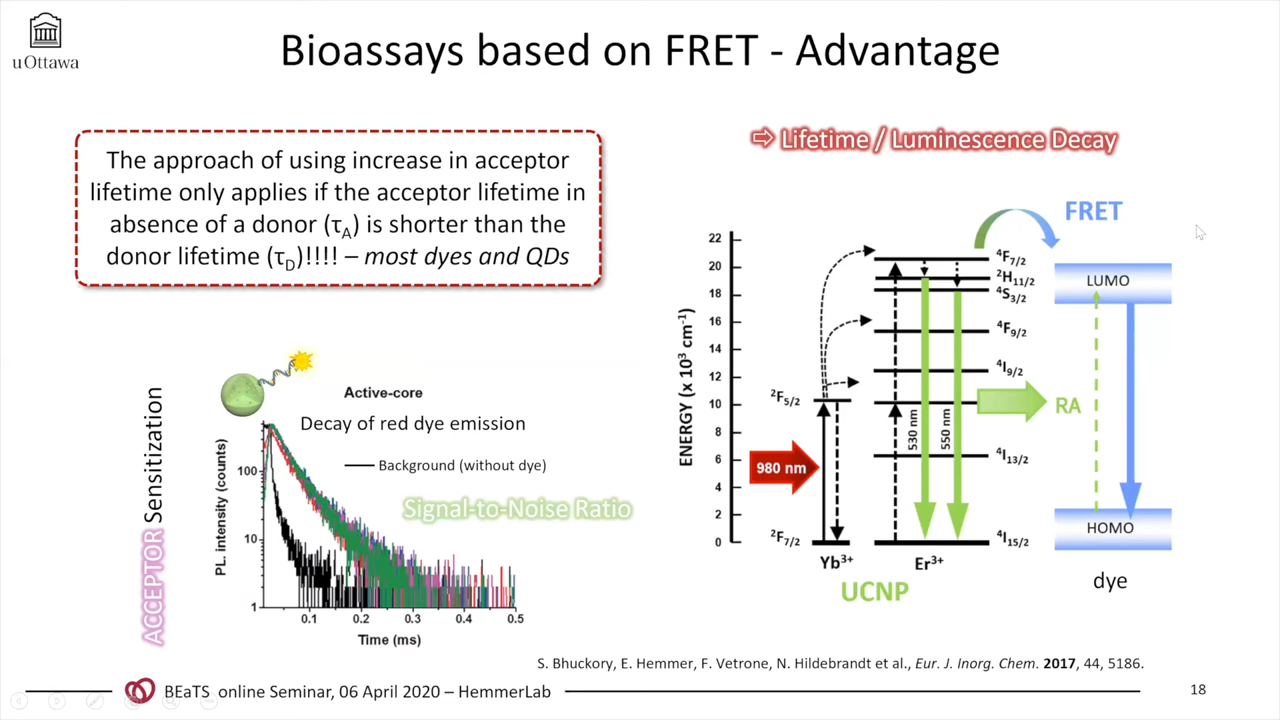 uOttawa
Bioassays based on FRET - Advantage
The approach of using increase in acceptor
lifetime only applies if the acceptor lifetime in
absence of a donor (τA) is shorter than the
donor lifetime (τD)!!!! – most dyes and QDs
⇨ Lifetime / Luminescence Decay
ACCEPTOR Sensitization
Active-core
Decay of red dye emission
Background (without dye)
Signal-to-Noise Ratio
PL. intensity (counts)
100
10
1
0.1
0.2
0.3
0.4
0.5
Time (ms)
FRET
ENERGY (x 10³ cm⁻¹)
22
20
18
16
14
12
10
8
6
4
2
0
980 nm
²F5/2
²F7/2
Yb³⁺
530 nm
550 nm
⁴F7/2
²H11/2
⁴S3/2
⁴F9/2
⁴I9/2
⁴I13/2
⁴I15/2
Er³⁺
UCNP
RA
LUMO
HOMO
dye
S. Bhuckory, E. Hemmer, F. Vetrone, N. Hildebrandt et al., Eur. J. Inorg. Chem. 2017, 44, 5186.
BEaTS online Seminar, 06 April 2020 – HemmerLab
18